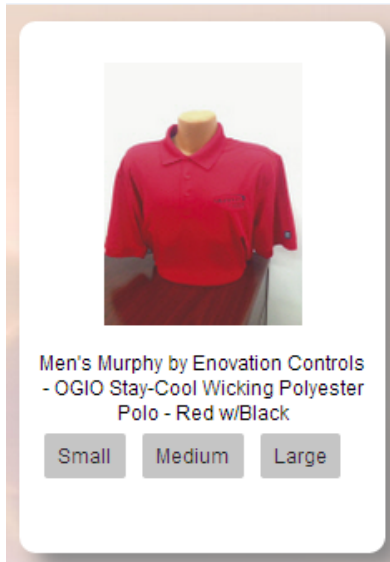 Men's Murphy by Enovation Controls
- OGIO Stay-Cool Wicking Polyester
Polo - Red w/Black
Small Medium Large